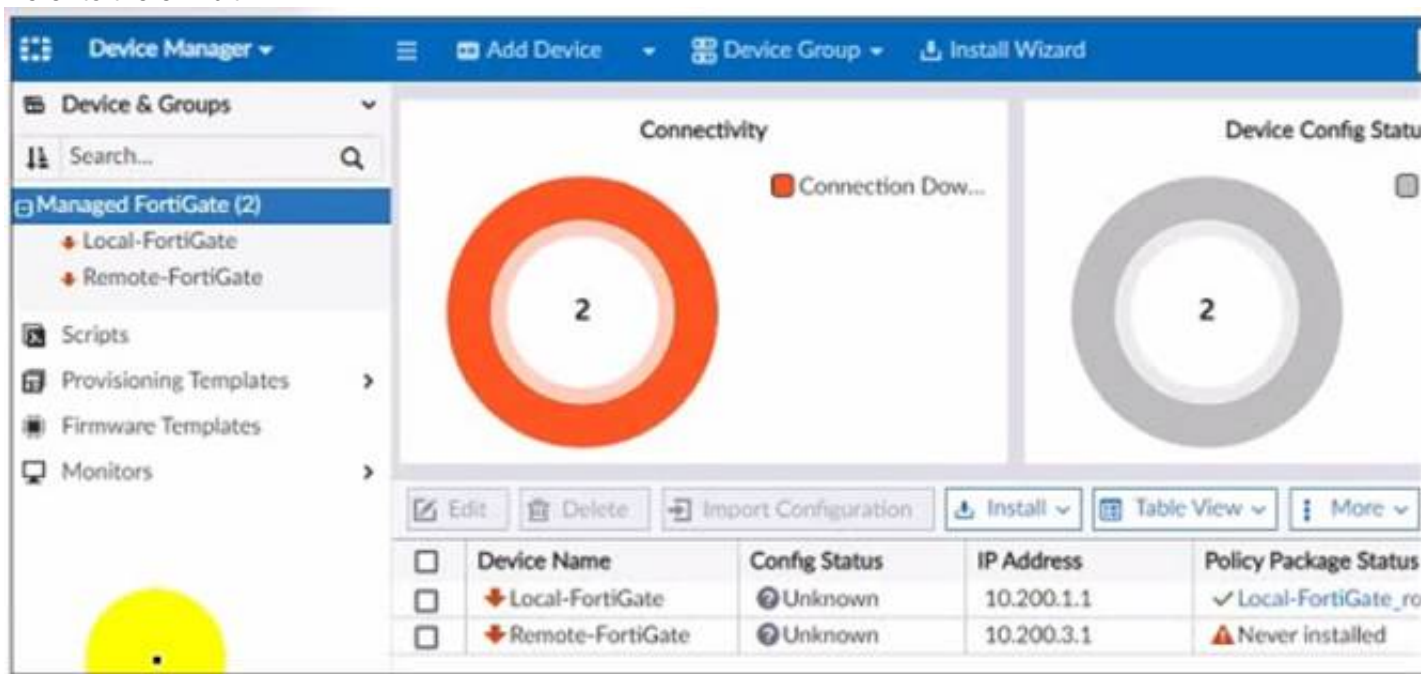 Device Manager
Add Device
Device Group
Install Wizard
Device & Groups
Search...
Managed FortiGate (2)
Local-FortiGate
Remote-FortiGate
Scripts
Provisioning Templates
Firmware Templates
Monitors
Connectivity
Connection Dow...
2
Device Config Statu
2
Edit Delete Import Configuration Install Table View More
Device Name Config Status IP Address Policy Package Status
Local-FortiGate Unknown 10.200.1.1 Local-FortiGate_ro
Remote-FortiGate Unknown 10.200.3.1 Never installed